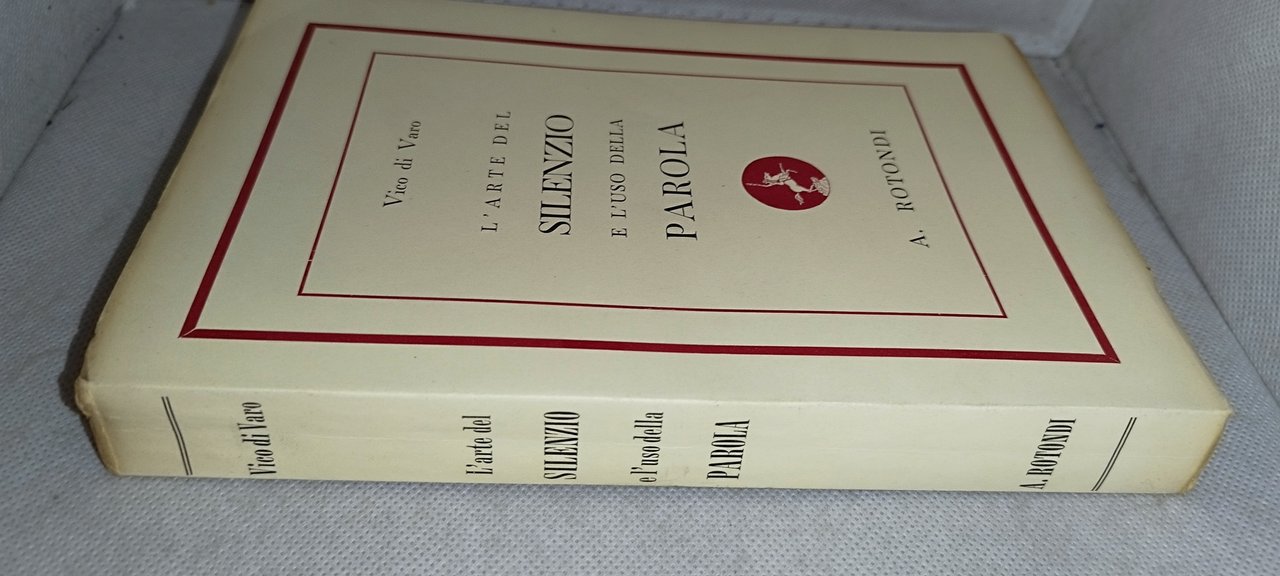 Vico di Varo
L'ARTE DEL
SILENZIO
E L'USO DELLA
PAROLA
A. ROTONDI
Vico di Varo
L'arte del
SILENZIO
e l'uso della
PAROLA
A. ROTONDI